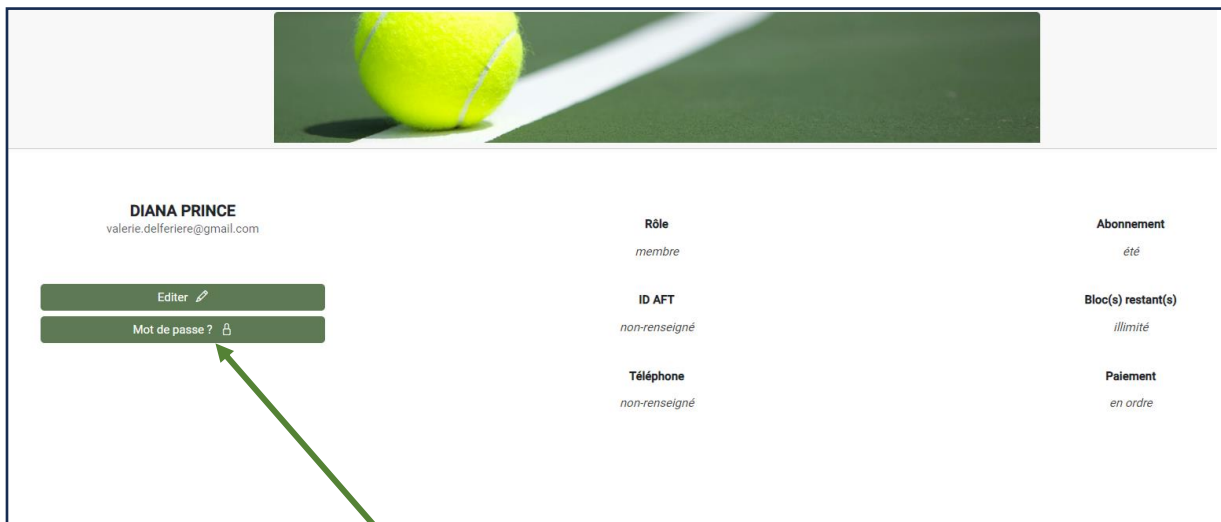 DIANA PRINCE
valerie.delferiere@gmail.com
Editer
Mot de passe ?
Rôle
membre
ID AFT
non-renseigné
Téléphone
non-renseigné
Abonnement
été
Bloc(s) restant(s)
illimité
Paiement
en ordre